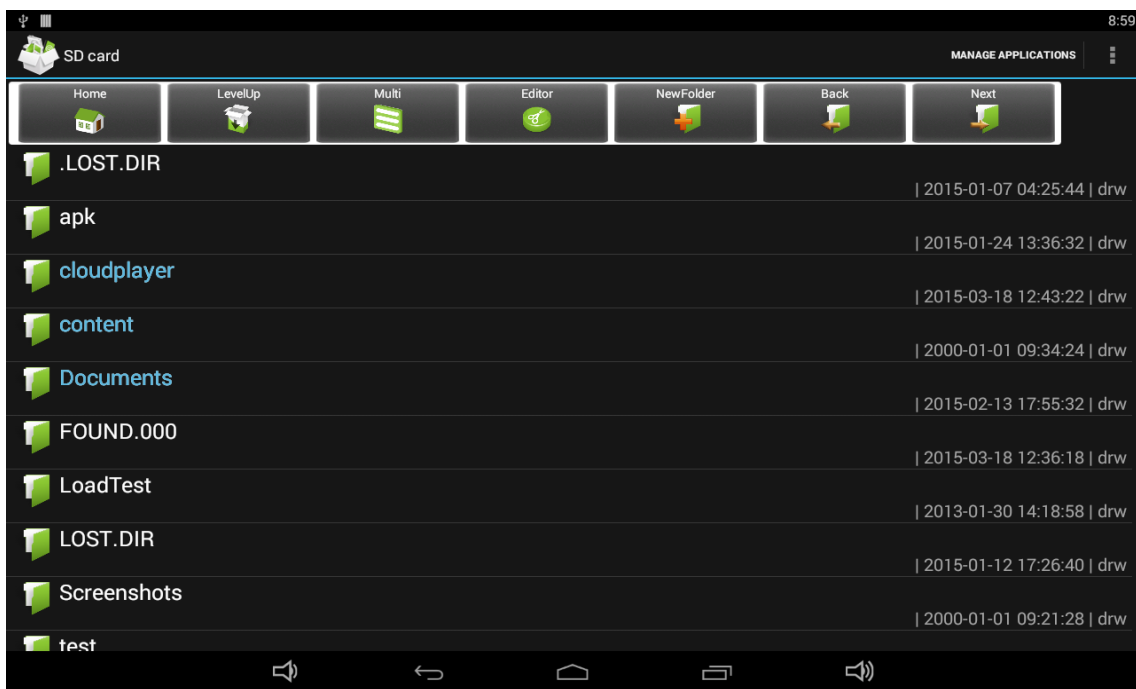 8:59
SD card
MANAGE APPLICATIONS
Home LevelUp Multi Editor NewFolder Back Next
.LOST.DIR
| 2015-01-07 04:25:44 | drw
apk
| 2015-01-24 13:36:32 | drw
cloudplayer
| 2015-03-18 12:43:22 | drw
content
| 2000-01-01 09:34:24 | drw
Documents
| 2015-02-13 17:55:32 | drw
FOUND.000
| 2015-03-18 12:36:18 | drw
LoadTest
| 2013-01-30 14:18:58 | drw
LOST.DIR
| 2015-01-12 17:26:40 | drw
Screenshots
| 2000-01-01 09:21:28 | drw
test